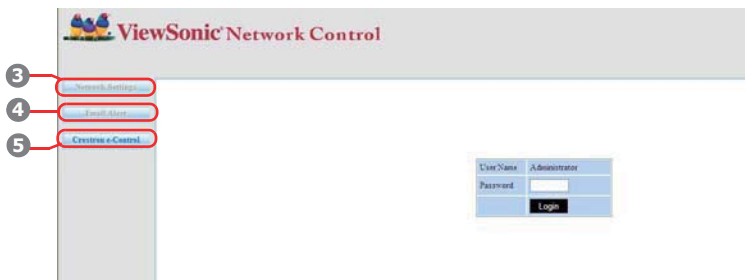 ViewSonic® Network Control
3
Network Settings
4
Email Alert
5
Crestron e-Control
User Name Administrator
Password
Login